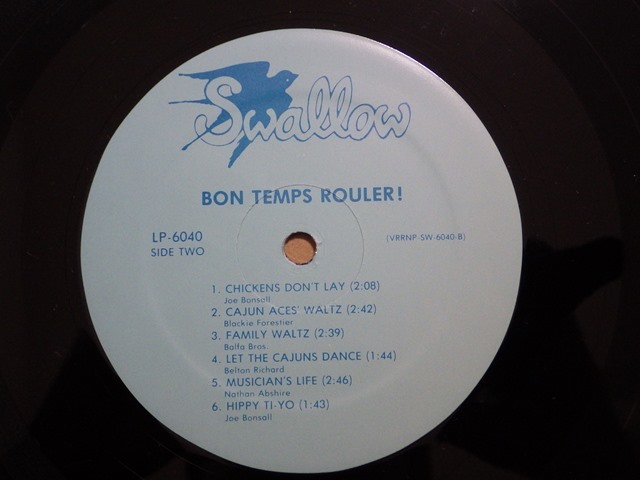 Swallow
BON TEMPS ROULER!
LP-6040
SIDE TWO
(VRRNP-SW-6040-B)
1. CHICKENS DON'T LAY (2:08)
Joe Bonsall
2. CAJUN ACES' WALTZ (2:42)
Blackie Forestier
3. FAMILY WALTZ (2:39)
Balfa Bros.
4. LET THE CAJUNS DANCE (1:44)
Belton Richard
5. MUSICIAN'S LIFE (2:46)
Nathan Abshire
6. HIPPY TI-YO (1:43)
Joe Bonsall